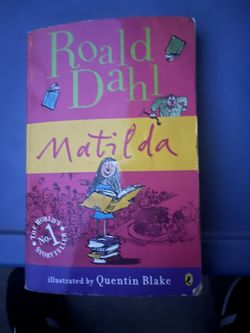 Roald
Dahl
Matilda
THE WORLD'S
No. 1
STORYTELLER
illustrated by Quentin Blake